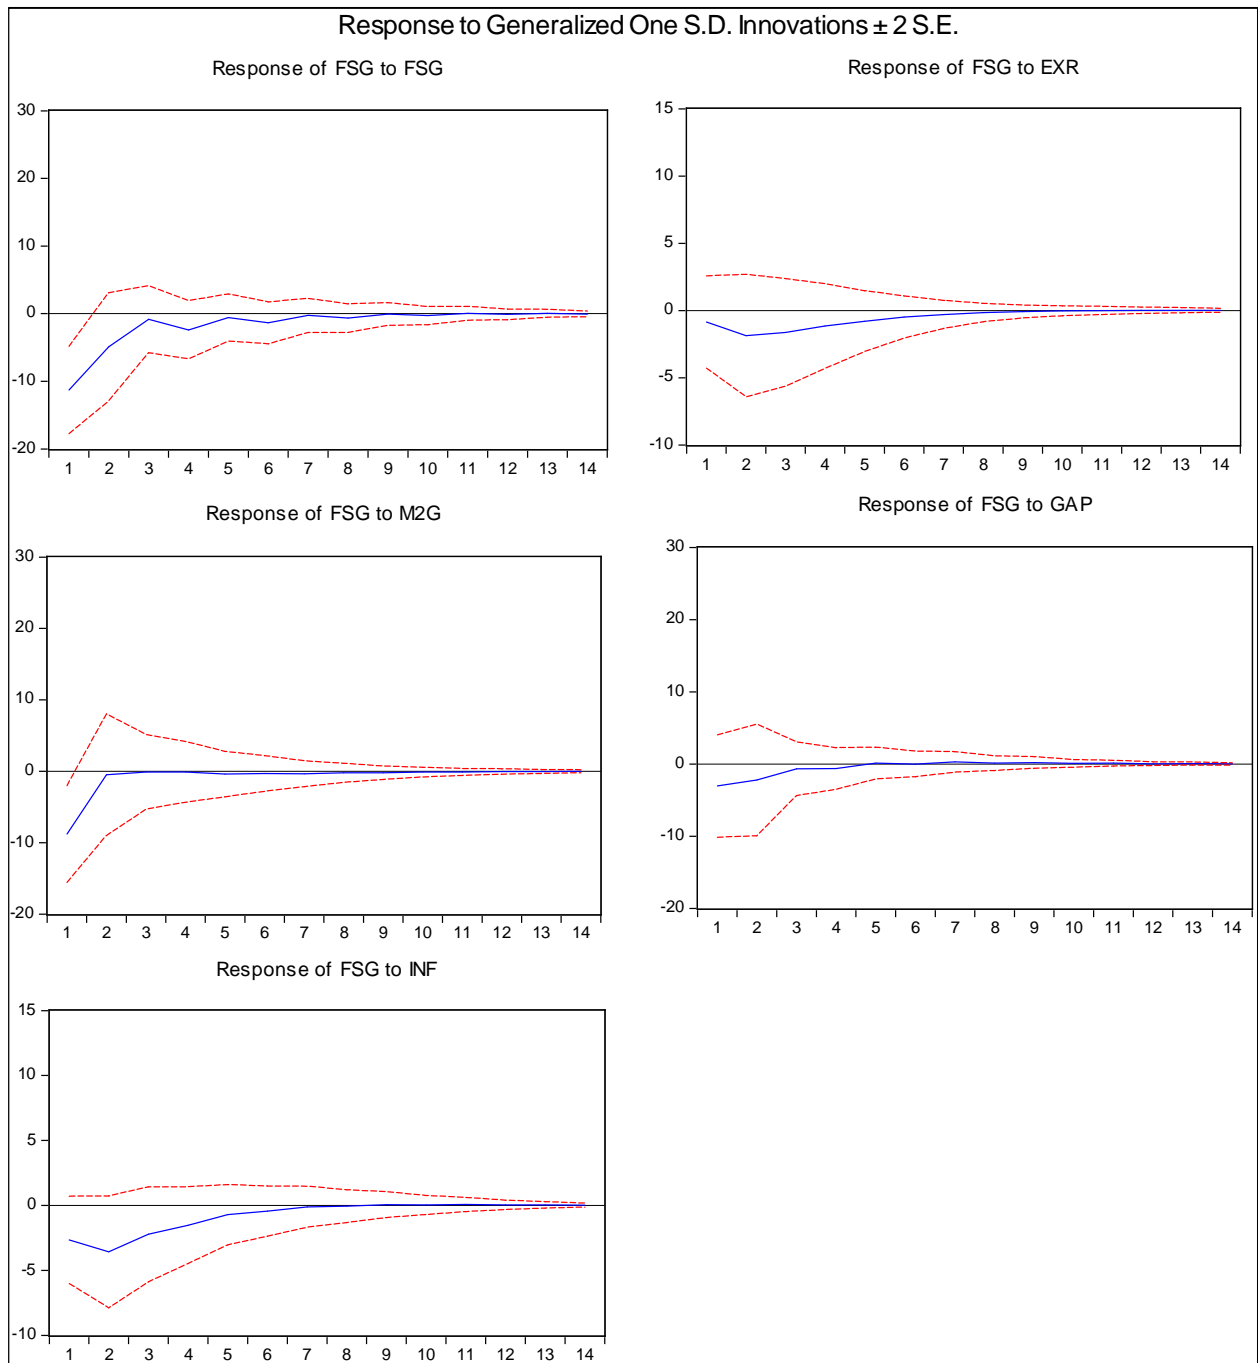 Response to Generalized One S.D. Innovations ± 2 S.E.
Response of FSG to FSG
30
20
10
0
-10
-20
1 2 3 4 5 6 7 8 9 10 11 12 13 14
Response of FSG to EXR
15
10
5
0
-5
-10
1 2 3 4 5 6 7 8 9 10 11 12 13 14
Response of FSG to M2G
30
20
10
0
-10
-20
1 2 3 4 5 6 7 8 9 10 11 12 13 14
Response of FSG to GAP
30
20
10
0
-10
-20
1 2 3 4 5 6 7 8 9 10 11 12 13 14
Response of FSG to INF
15
10
5
0
-5
-10
1 2 3 4 5 6 7 8 9 10 11 12 13 14